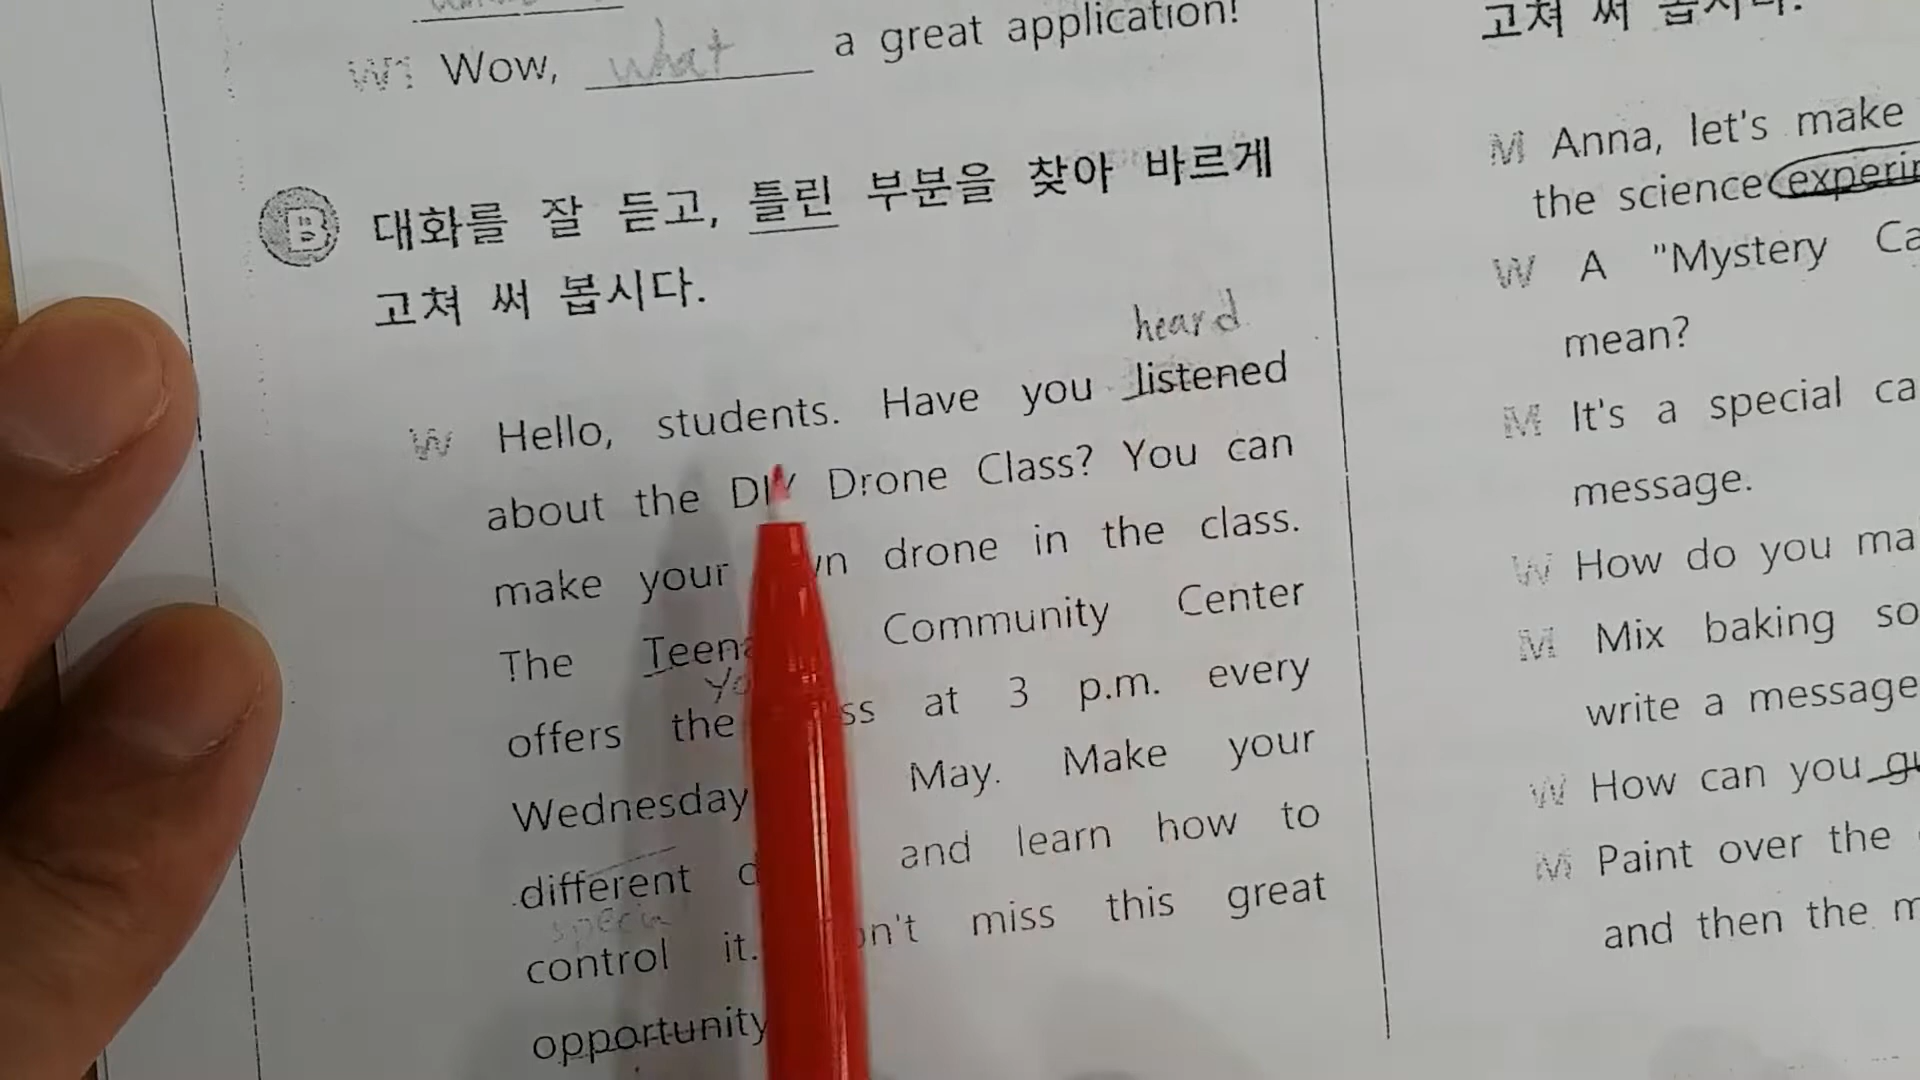 W1 Wow, what a great application!
B 대화를 잘 듣고, 틀린 부분을 찾아 바르게
고쳐 써 봅시다.
heard
W Hello, students. Have you listened
about the DIY Drone Class? You can
make your drone in the class.
The Community Center
offers the at 3 p.m. every
Wednesday May. Make your
different and learn how to
control it. miss this great
opportunity
고쳐 써 봅시다.
M Anna, let's make
the science
W A "Mystery
mean?
M It's a special
message.
W How do you
M Mix baking
write a message
W How can you
M Paint over the
and then the